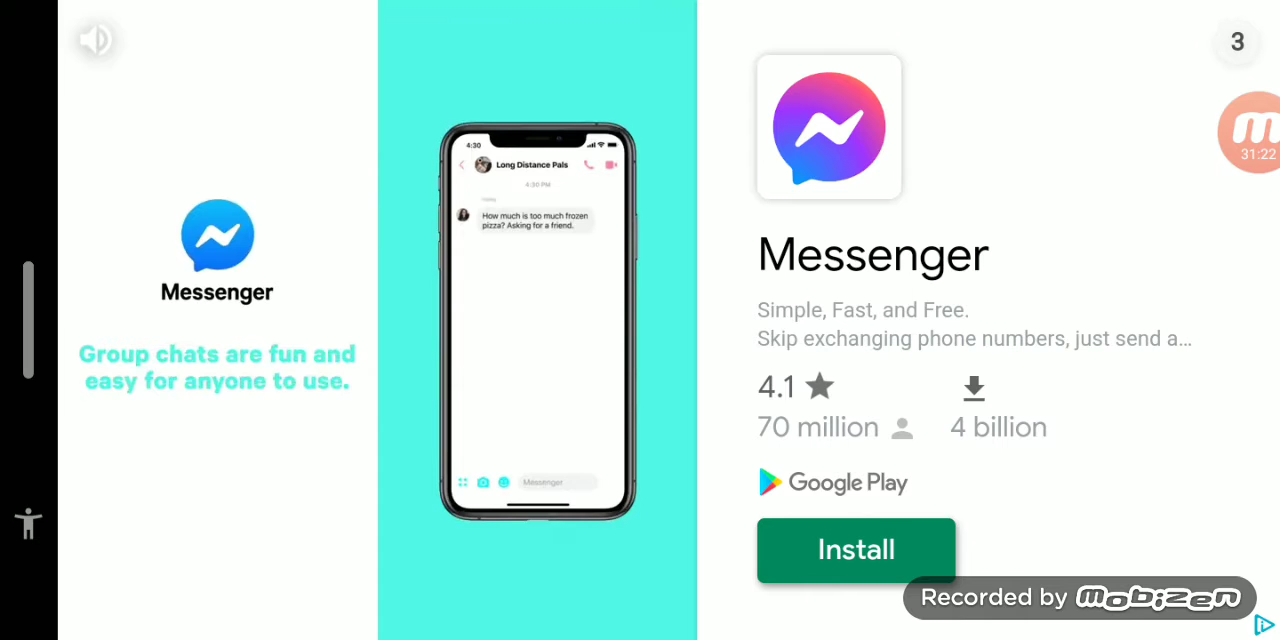 Messenger
Group chats are fun and
easy for anyone to use.
4:30
Long Distance Pals
4:30 PM
How much is too much frozen
pizza? Asking for a friend.
Messenger
3
31:22
Messenger
Simple, Fast, and Free.
Skip exchanging phone numbers, just send a...
4.1
70 million
4 billion
Google Play
Install
Recorded by mobizen